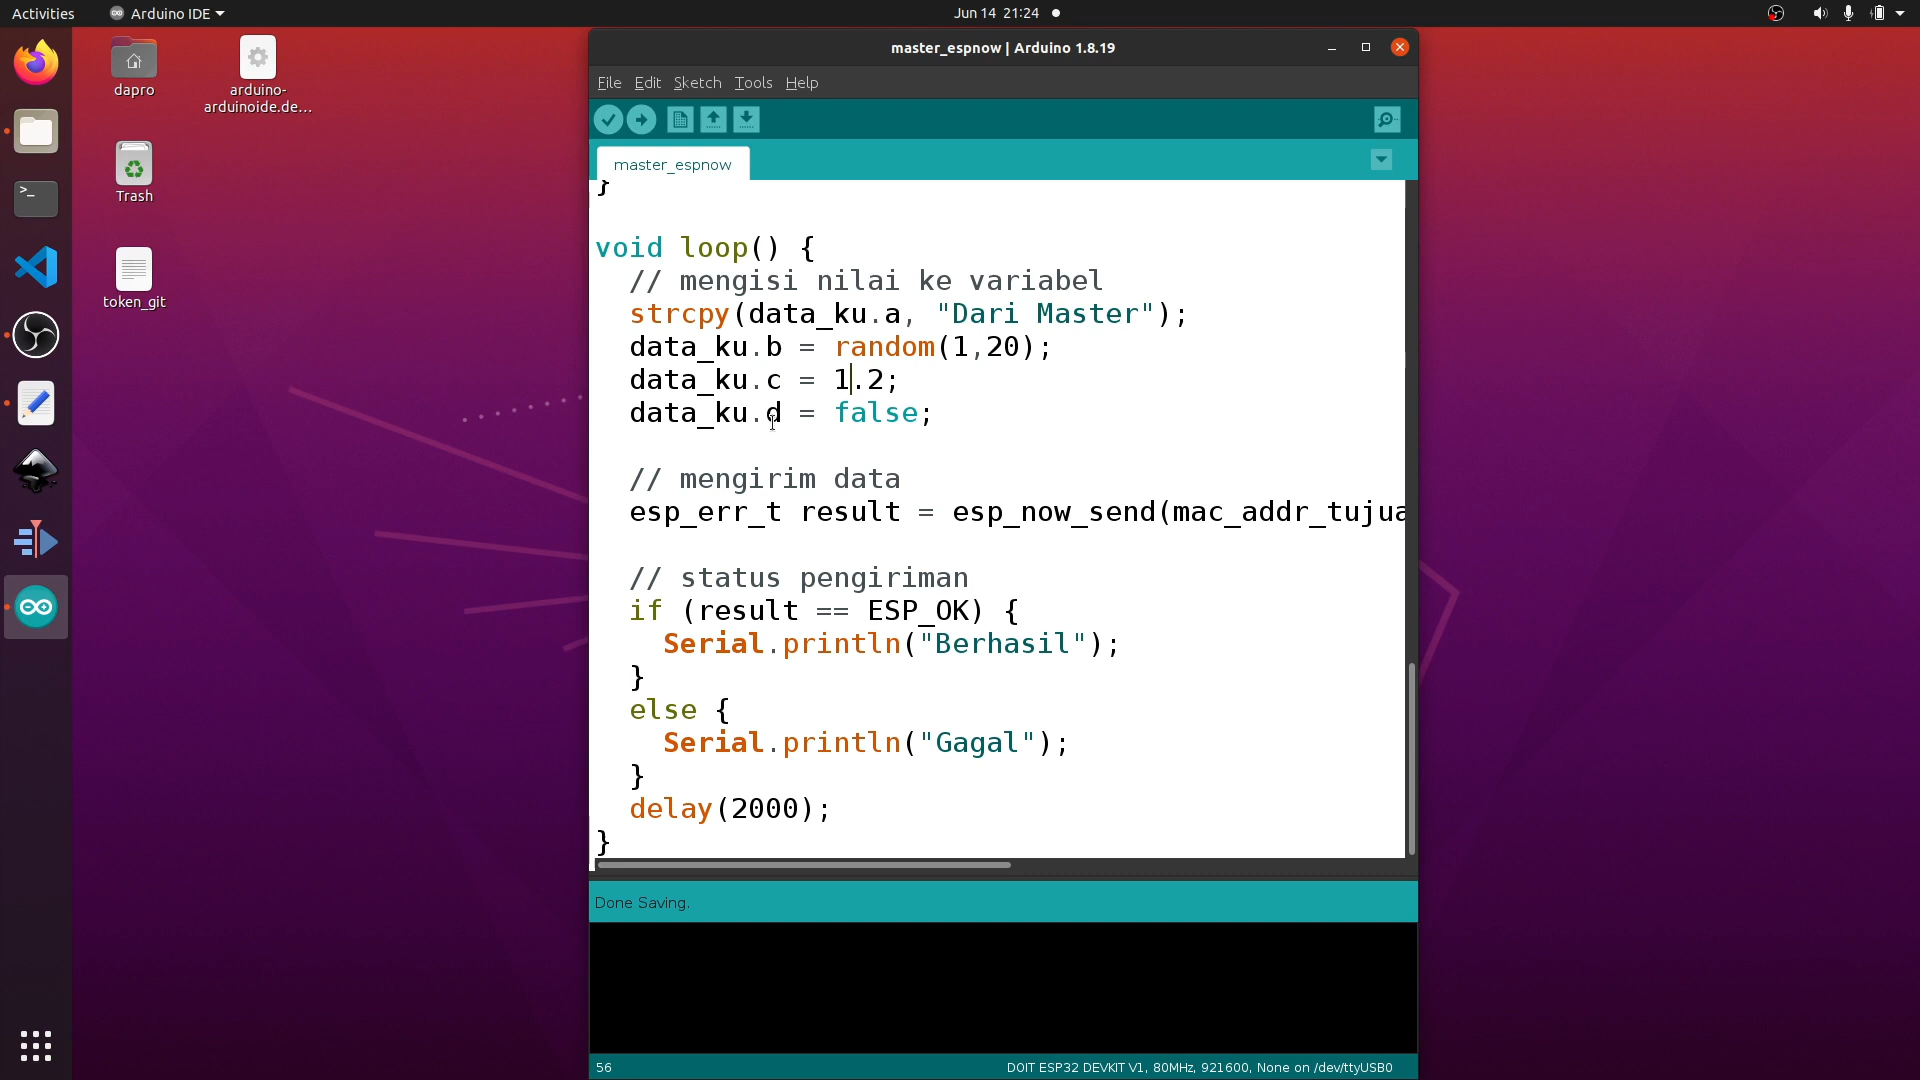 Activities
Arduino IDE
Jun 14 21:24
dapro
arduino-
arduinoide.de...
Trash
token_git
>_
master_espnow | Arduino 1.8.19
File Edit Sketch Tools Help
master_espnow
}
void loop() {
// mengisi nilai ke variabel
strcpy(data_ku.a, "Dari Master");
data_ku.b = random(1,20);
data_ku.c = 1.2;
data_ku.d = false;
// mengirim data
esp_err_t result = esp_now_send(mac_addr_tujua
// status pengiriman
if (result == ESP_OK) {
Serial.println("Berhasil");
}
else {
Serial.println("Gagal");
}
delay(2000);
}
Done Saving.
56
DOIT ESP32 DEVKIT V1, 80MHz, 921600, None on /dev/ttyUSB0